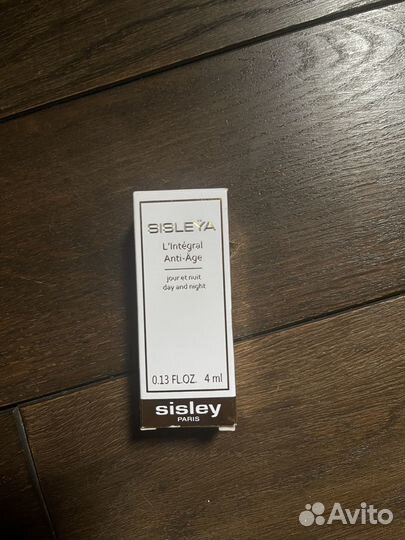 SISLEŸA
L'Intégral
Anti-Âge
jour et nuit
day and night
0.13 FL.OZ. 4 ml
sisley
PARIS
Avito